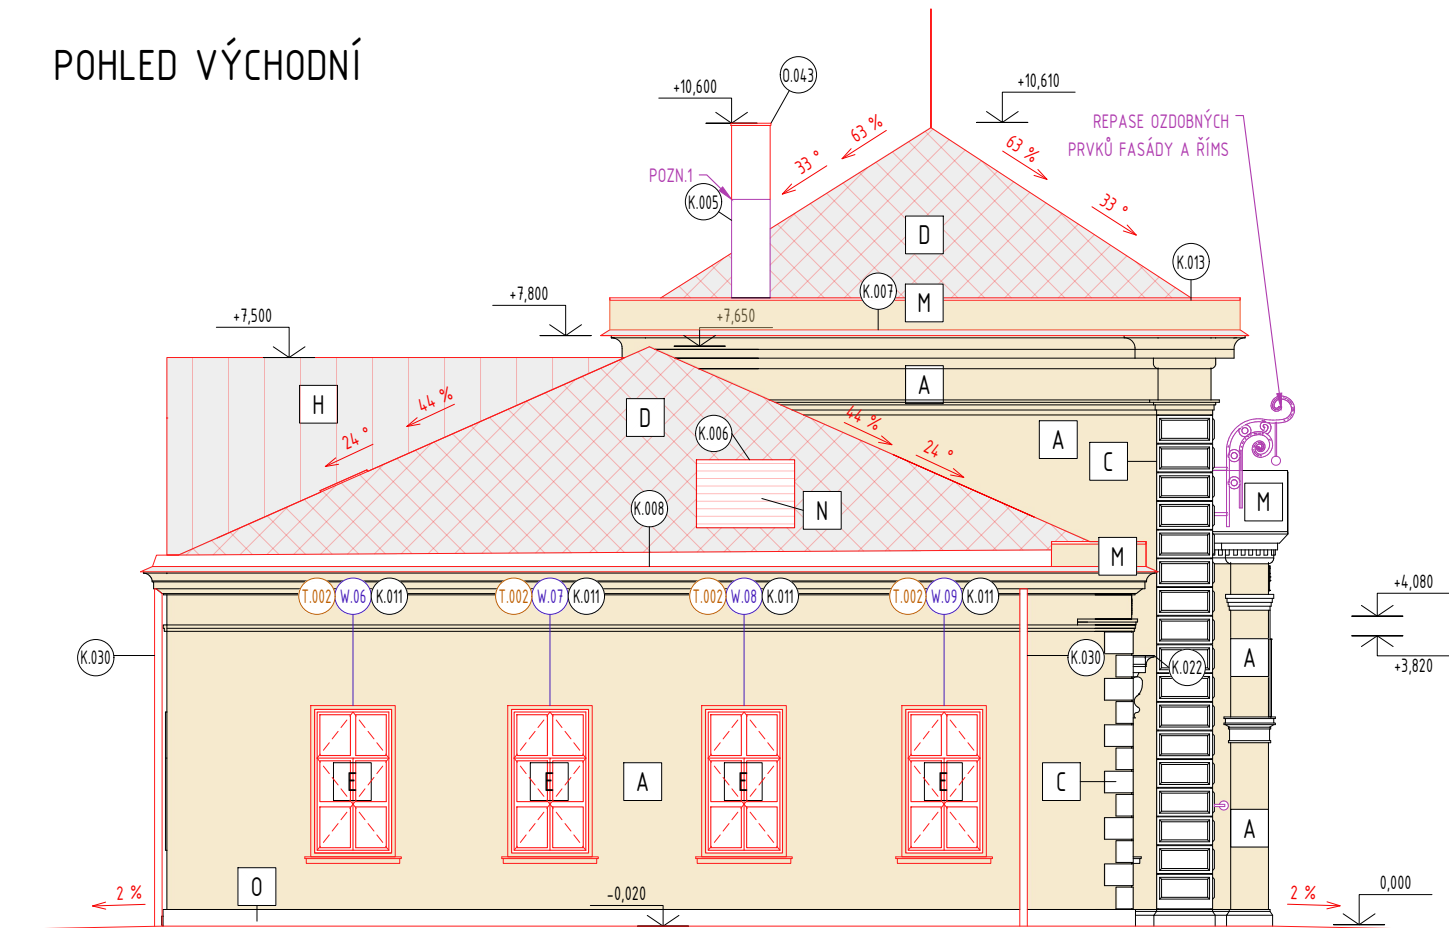 POHLED VÝCHODNÍ
+10,600
O.043
+10,610
REPASE OZDOBNÝCH
PRVKŮ FASÁDY A ŘÍMS
63 %
33 °
63 %
33 °
POZN.1
K.005
D
K.013
K.007
M
+7,800
+7,500
+7,650
A
H
44 %
24 °
D
K.006
44 %
24 °
A
C
N
M
K.008
M
T.002 W.06 K.011
T.002 W.07 K.011
T.002 W.08 K.011
T.002 W.09 K.011
+4,080
+3,820
K.030
K.030
K.022
A
E
E
A
E
E
C
A
O
2 %
-0,020
2 %
0,000